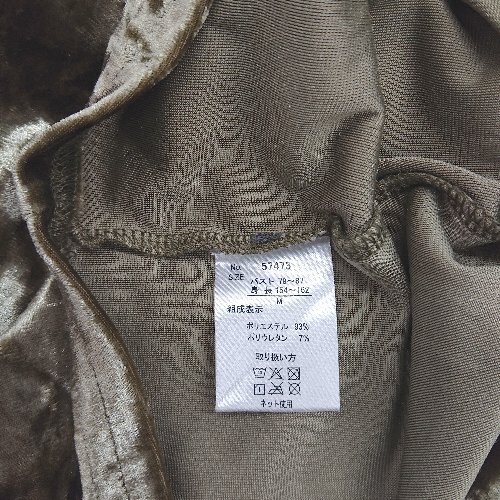 No. 57475
SIZE バスト 79〜87
身 長 154〜162
M
組成表示
ポリエステル 93%
ポリウレタン 7%
取り扱い方
ネット使用